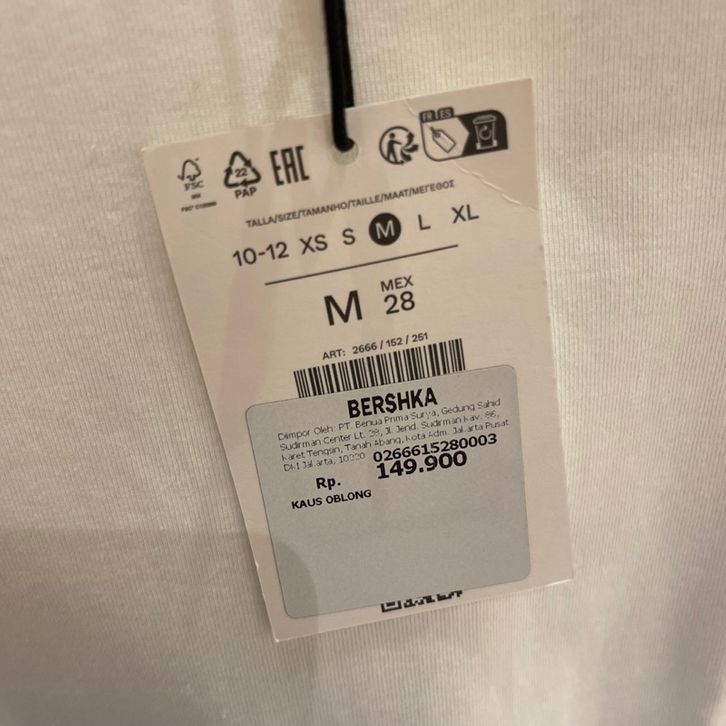 FSC
MIX
22
PAP
EAC
FR ES
TALLA/SIZE/TAMANHO/TAILLE/MAAT/ΜΕΓΕΘΟΣ
10-12 XS S M L XL
M MEX 28
ART: 2666 / 152 / 251
BERSHKA
Diimpor Oleh: PT. Benua Prima Surya, Gedung Sahid
Sudirman Center Lt. 28, Jl. Jend. Sudirman Kav. 86,
Karet Tengsin, Tanah Abang, Kota Adm. Jakarta Pusat
DKI Jakarta, 10220 0266615280003
Rp. 149.900
KAUS OBLONG